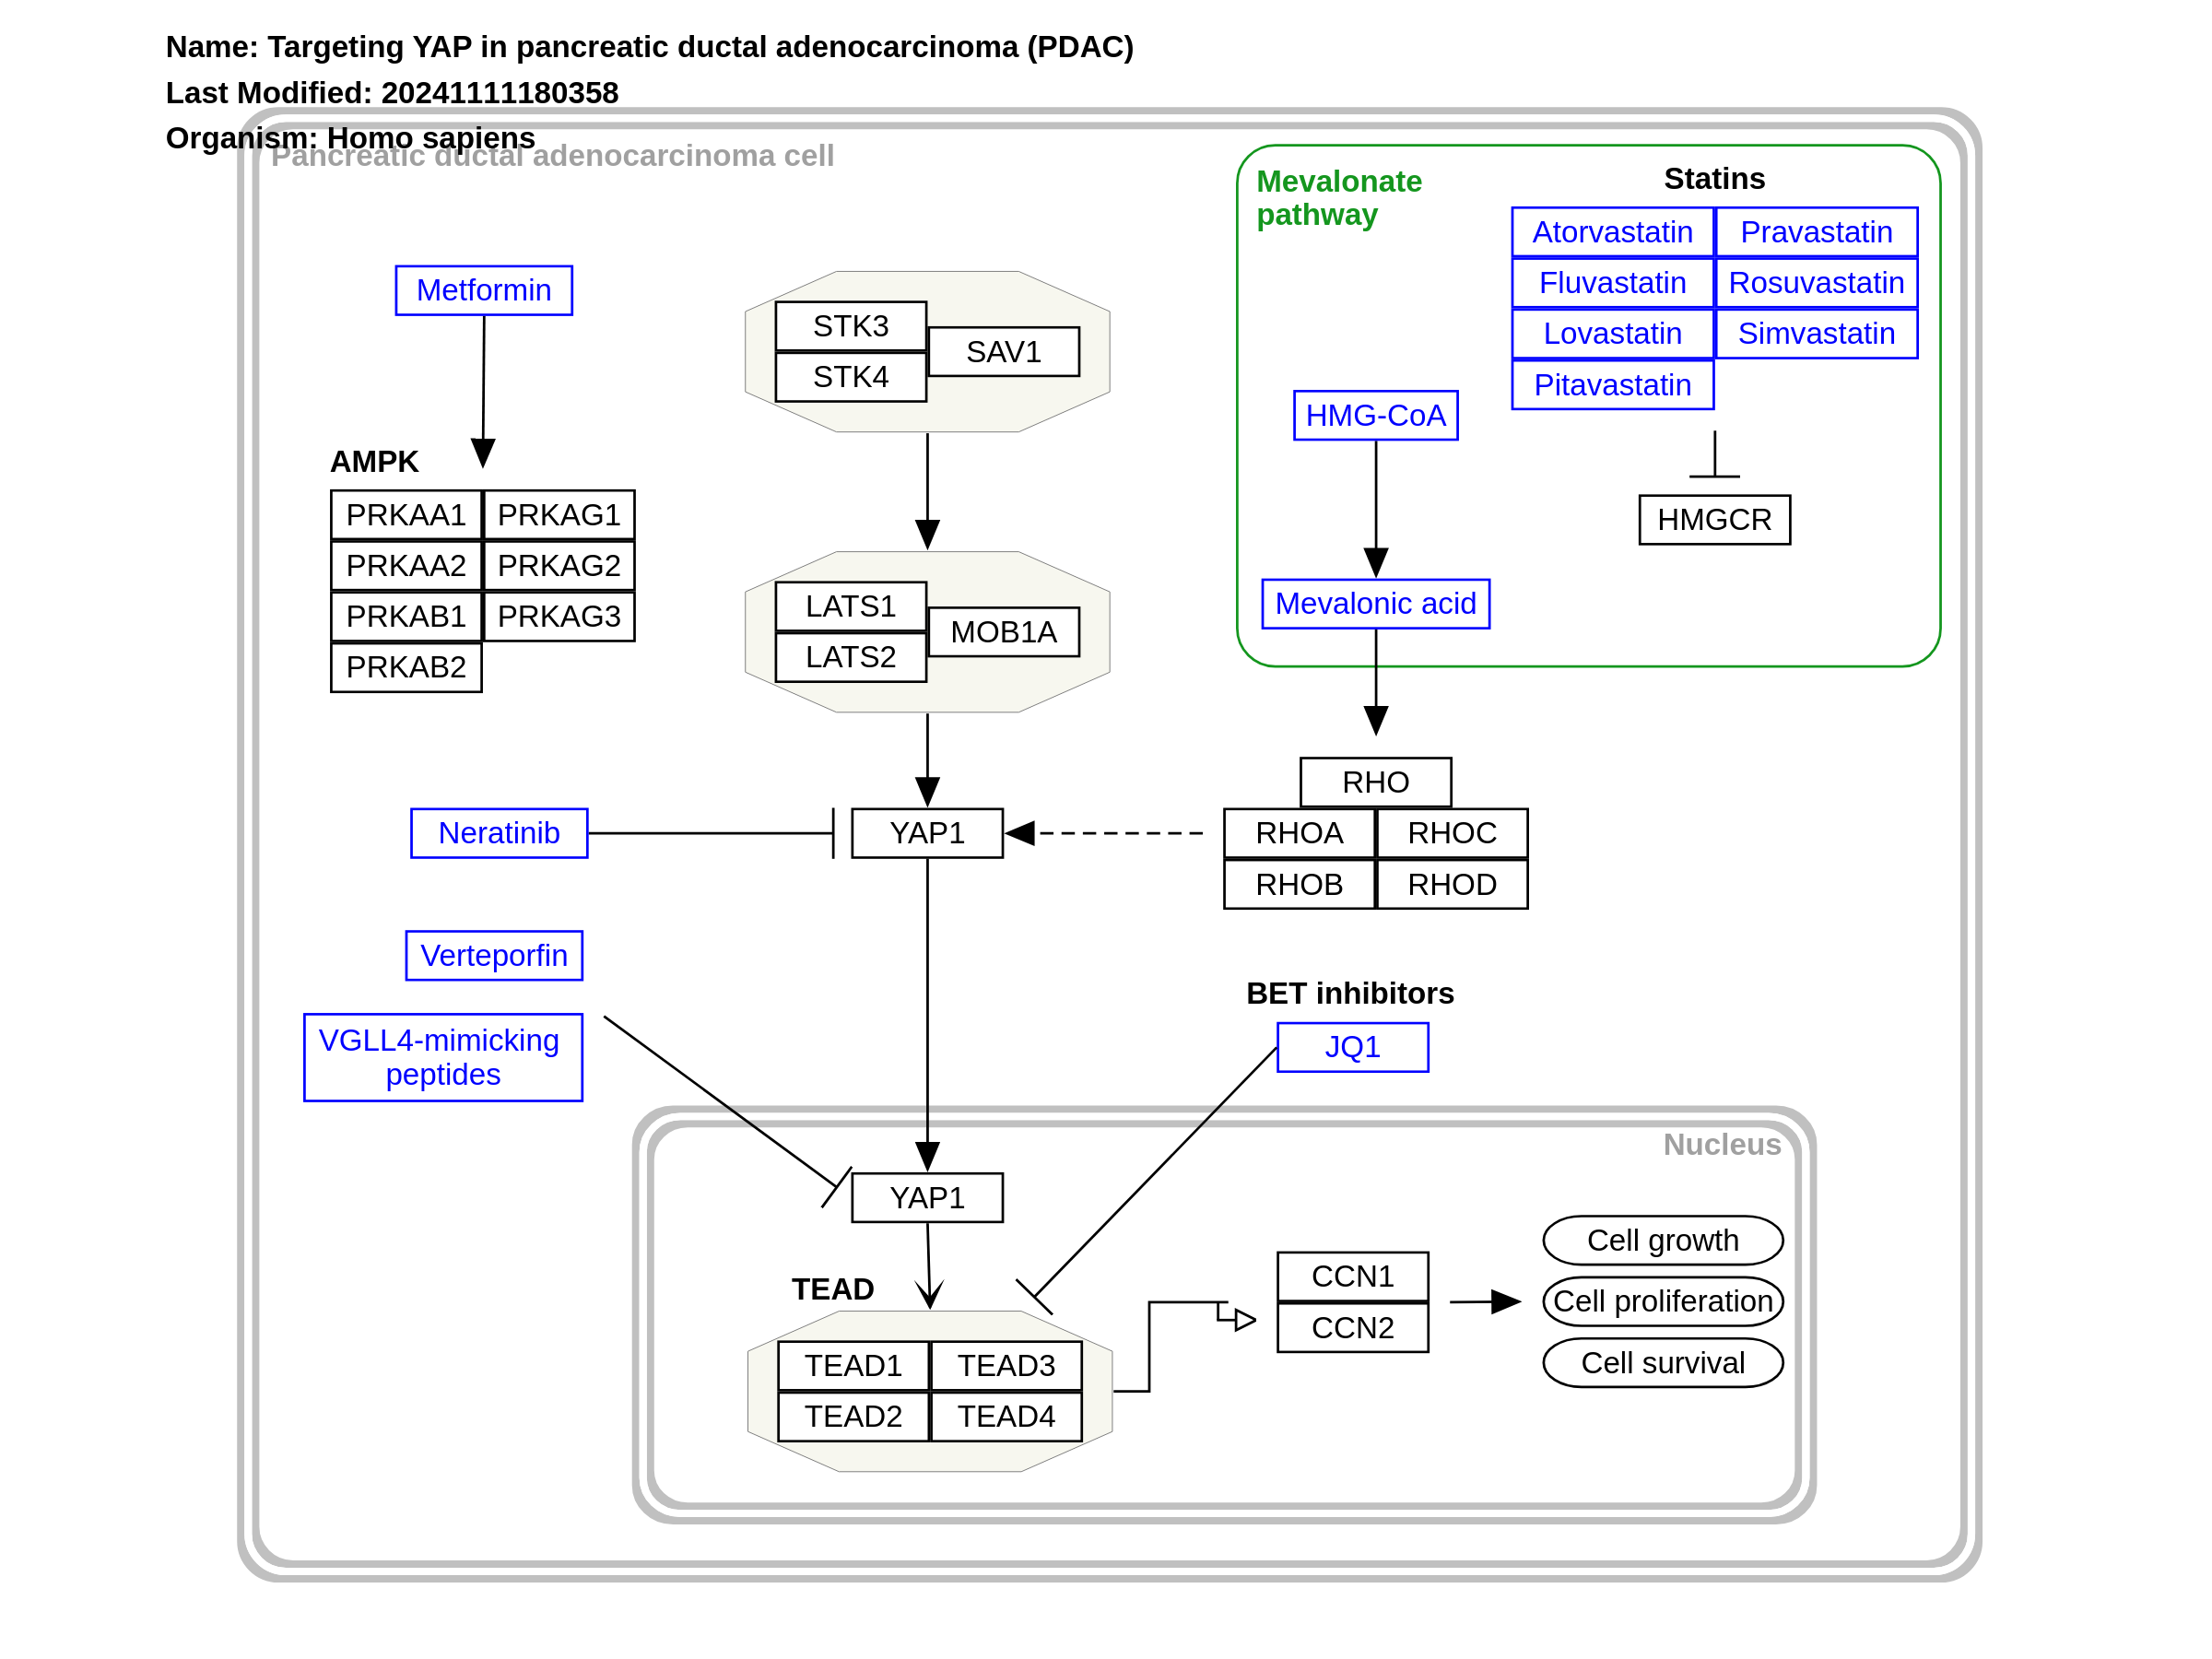 Name: Targeting YAP in pancreatic ductal adenocarcinoma (PDAC)
Last Modified: 20241111180358
Organism: Homo sapiens
Pancreatic ductal adenocarcinoma cell
Mevalonate
pathway
Statins
Atorvastatin Pravastatin
Fluvastatin Rosuvastatin
Lovastatin Simvastatin
Pitavastatin
HMG-CoA
HMGCR
Mevalonic acid
Metformin
AMPK
PRKAA1 PRKAG1
PRKAA2 PRKAG2
PRKAB1 PRKAG3
PRKAB2
STK3
SAV1
STK4
LATS1
MOB1A
LATS2
Neratinib
YAP1
RHO
RHOA RHOC
RHOB RHOD
Verteporfin
VGLL4-mimicking
peptides
BET inhibitors
JQ1
Nucleus
YAP1
TEAD
TEAD1 TEAD3
TEAD2 TEAD4
CCN1
CCN2
Cell growth
Cell proliferation
Cell survival